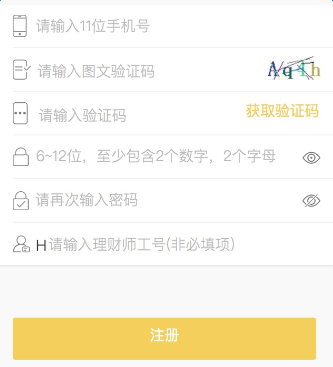 请输入11位手机号
请输入图文验证码 AqTh
请输入验证码 获取验证码
6~12位，至少包含2个数字，2个字母
请再次输入密码
H请输入理财师工号(非必填项)
注册